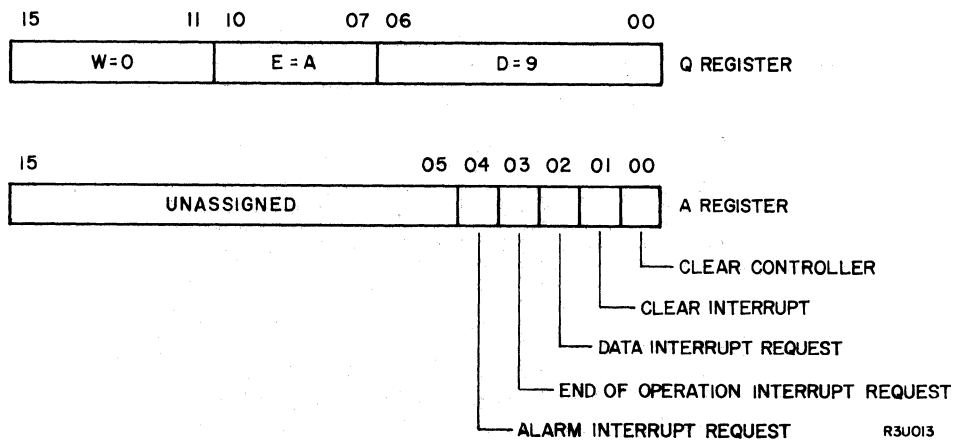 15 11 10 07 06 00
W=0 E=A D=9 Q REGISTER
15 05 04 03 02 01 00
UNASSIGNED A REGISTER
CLEAR CONTROLLER
CLEAR INTERRUPT
DATA INTERRUPT REQUEST
END OF OPERATION INTERRUPT REQUEST
ALARM INTERRUPT REQUEST R3U013